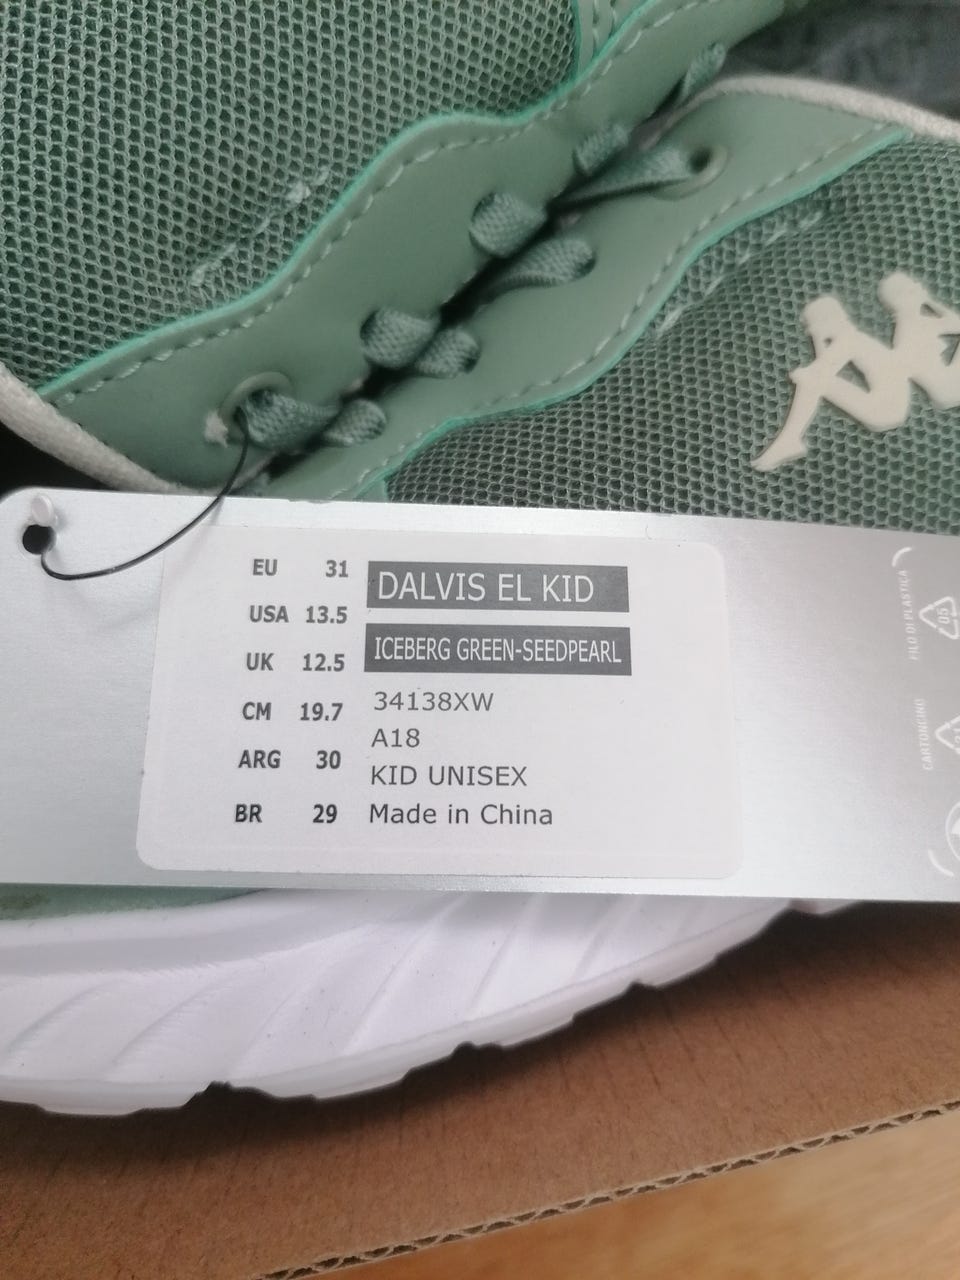 EU 31
USA 13.5
UK 12.5
CM 19.7
ARG 30
BR 29
DALVIS EL KID
ICEBERG GREEN-SEEDPEARL
34138XW
A18
KID UNISEX
Made in China
FILO DI PLASTICA
05
CARTONCINO